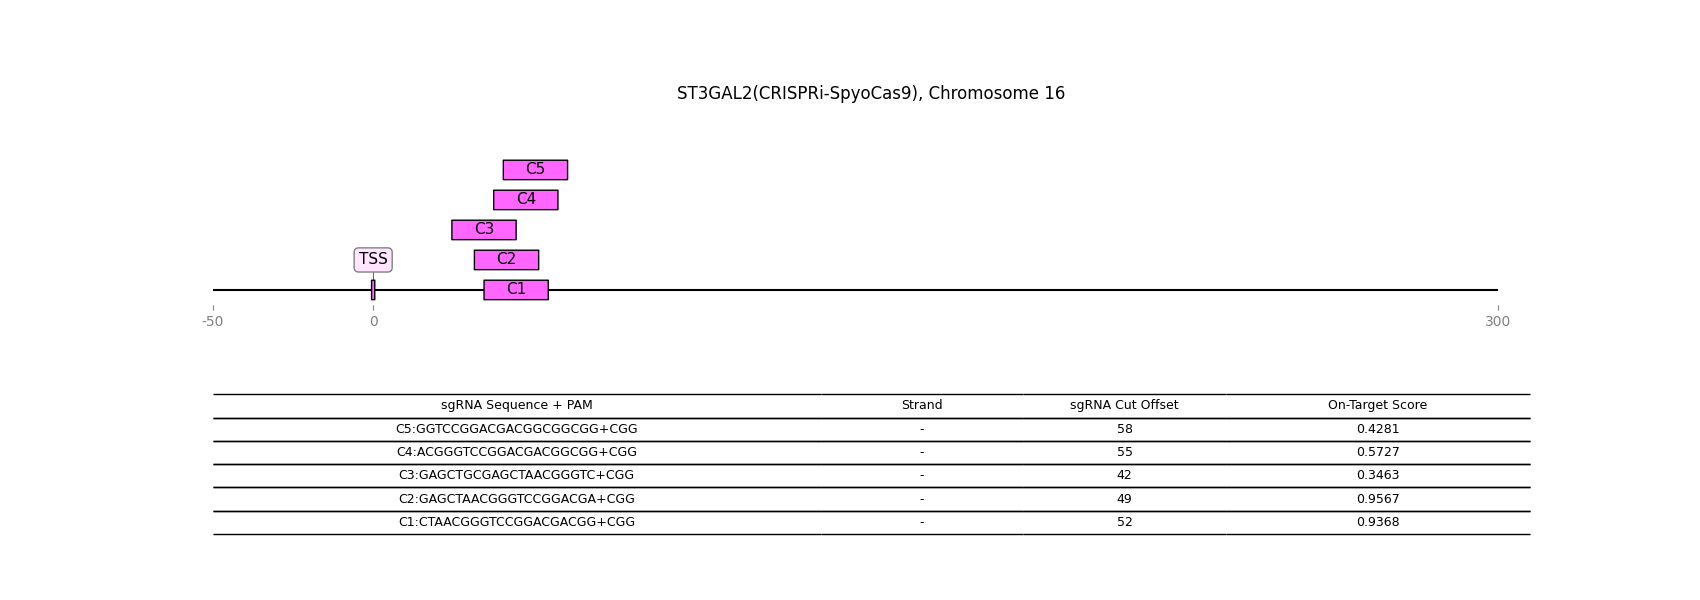 ST3GAL2(CRISPRi-SpyoCas9), Chromosome 16
C5
C4
C3
TSS C2
C1
-50 0 300
sgRNA Sequence + PAM Strand sgRNA Cut Offset On-Target Score
C5:GGTCCGGACGACGGCGGCGG+CGG - 58 0.4281
C4:ACGGGTCCGGACGACGGCGG+CGG - 55 0.5727
C3:GAGCTGCGAGCTAACGGGTC+CGG - 42 0.3463
C2:GAGCTAACGGGTCCGGACGA+CGG - 49 0.9567
C1:CTAACGGGTCCGGACGACGG+CGG - 52 0.9368